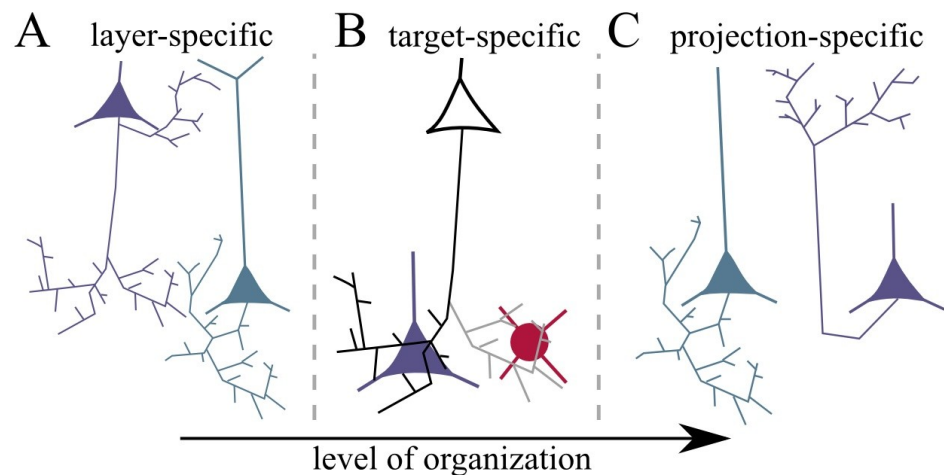 A layer-specific
B target-specific
C projection-specific
level of organization